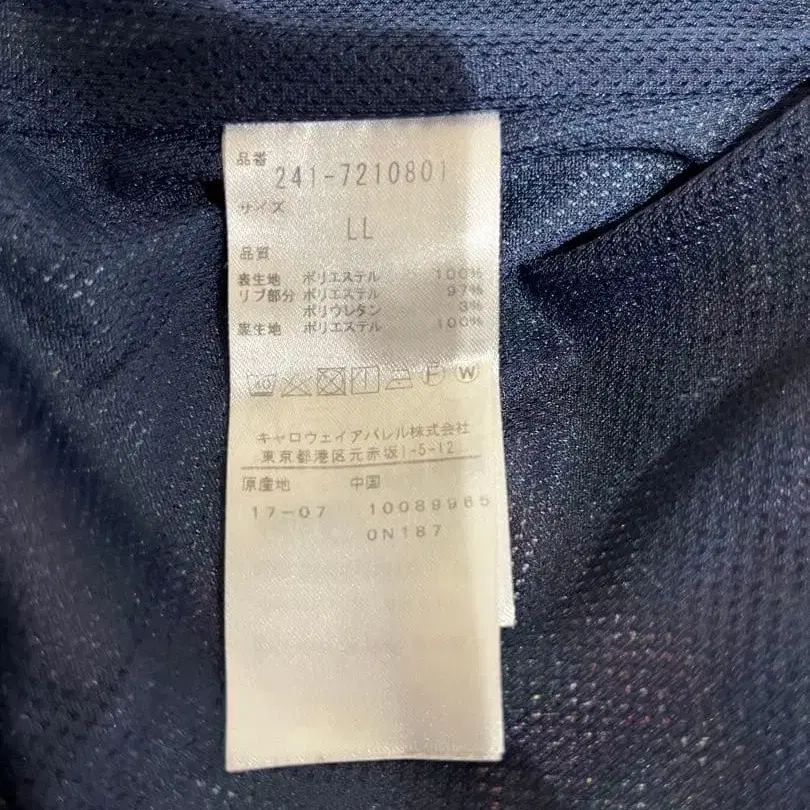 品番
241-7210801
サイズ
LL
品質
表生地 ポリエステル 100%
リブ部分 ポリエステル 97%
ポリウレタン 3%
裏生地 ポリエステル 100%
40 F W
キャロウェイアパレル株式会社
東京都港区元赤坂1-5-12
原産地 中国
17-07 10089965
0N187